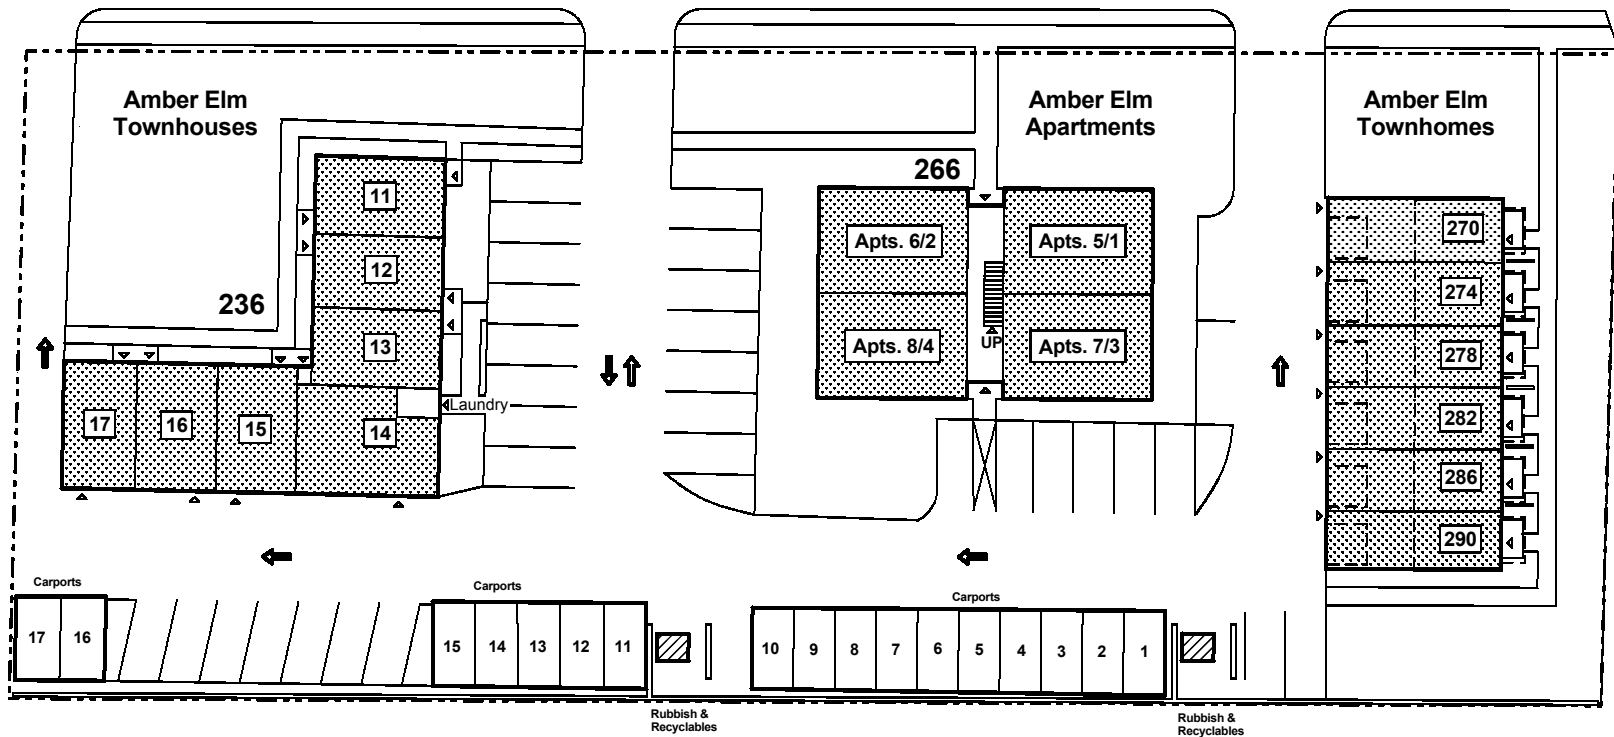 Amber Elm
Townhouses
Amber Elm
Apartments
Amber Elm
Townhomes
236
11
12
13
14
15
16
17
Laundry
266
Apts. 6/2
Apts. 5/1
Apts. 8/4
Apts. 7/3
UP
270
274
278
282
286
290
Carports
17
16
Carports
15
14
13
12
11
Carports
10
9
8
7
6
5
4
3
2
1
Rubbish &
Recyclables
Rubbish &
Recyclables